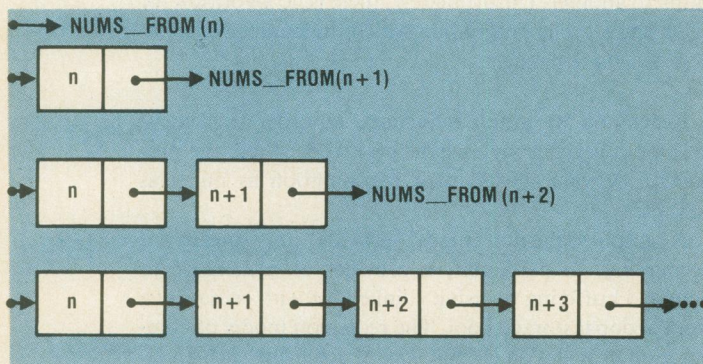 NUMS__FROM (n)
n NUMS__FROM(n+1)
n n+1 NUMS__FROM (n+2)
n n+1 n+2 n+3